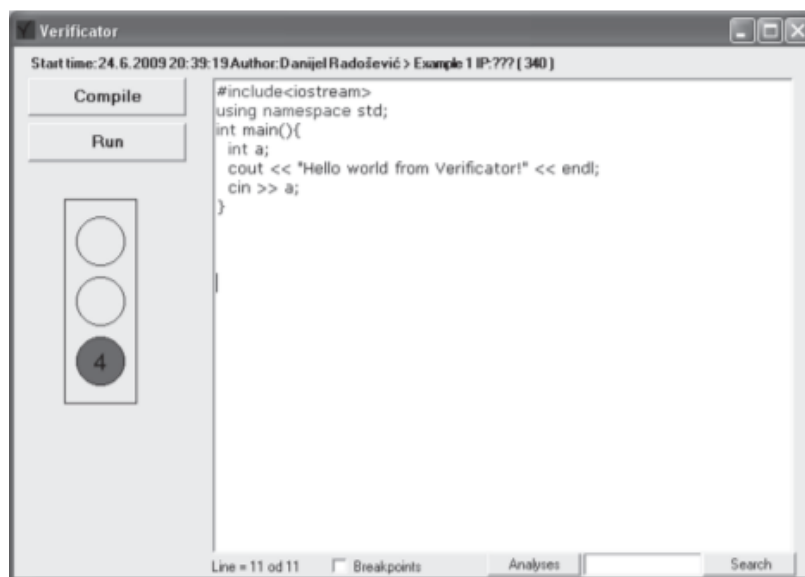 Verificator
Start time: 24.6.2009 20:39:19 Author: Danijel Radošević > Example 1 IP:??? ( 340 )
Compile
Run
#include<iostream>
using namespace std;
int main(){
int a;
cout << "Hello world from Verificator!" << endl;
cin >> a;
}
4
Line = 11 od 11
Breakpoints
Analyses
Search